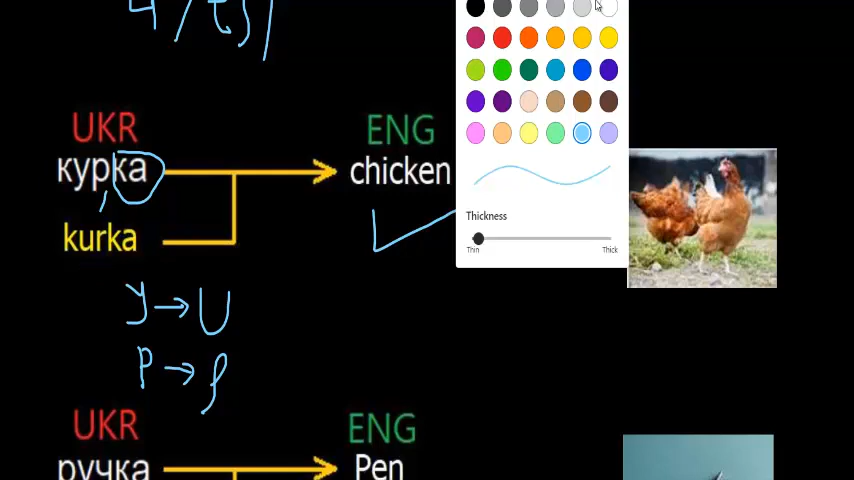 UKR ENG
курка chicken
kurka
Thickness
Thin Thick
У → U
Р → ρ
UKR ENG
ручка Pen